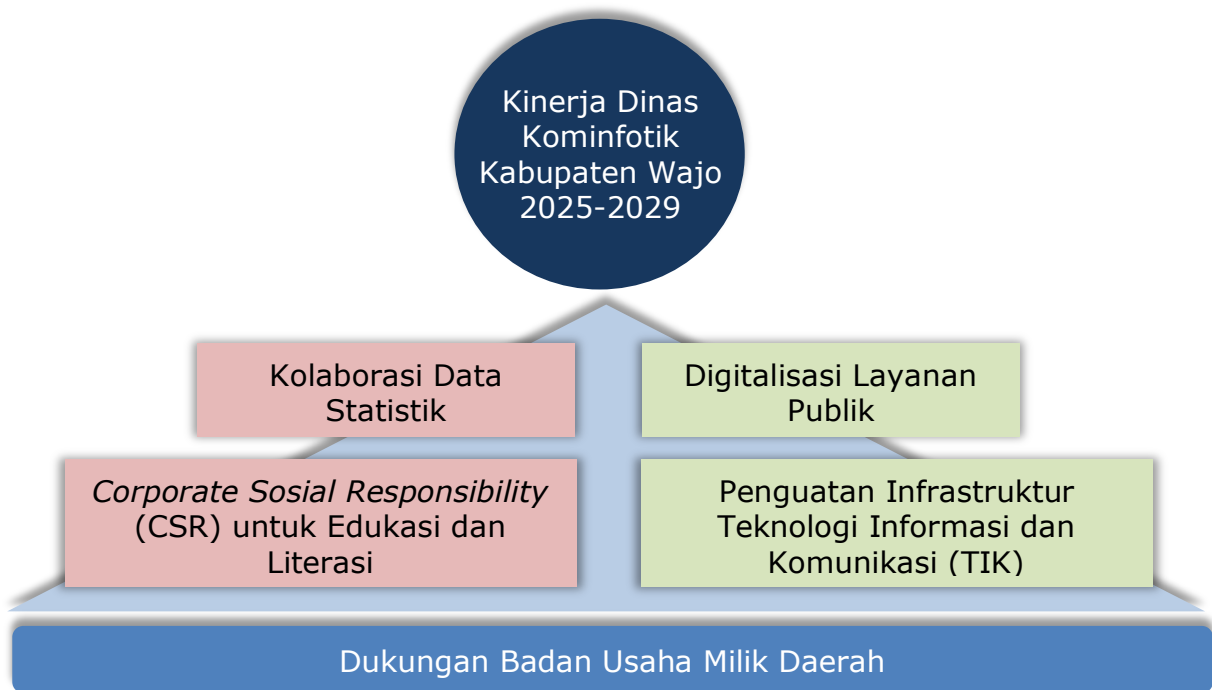 Kinerja Dinas
Kominfotik
Kabupaten Wajo
2025-2029
Kolaborasi Data
Statistik
Digitalisasi Layanan
Publik
Corporate Sosial Responsibility
(CSR) untuk Edukasi dan
Literasi
Penguatan Infrastruktur
Teknologi Informasi dan
Komunikasi (TIK)
Dukungan Badan Usaha Milik Daerah